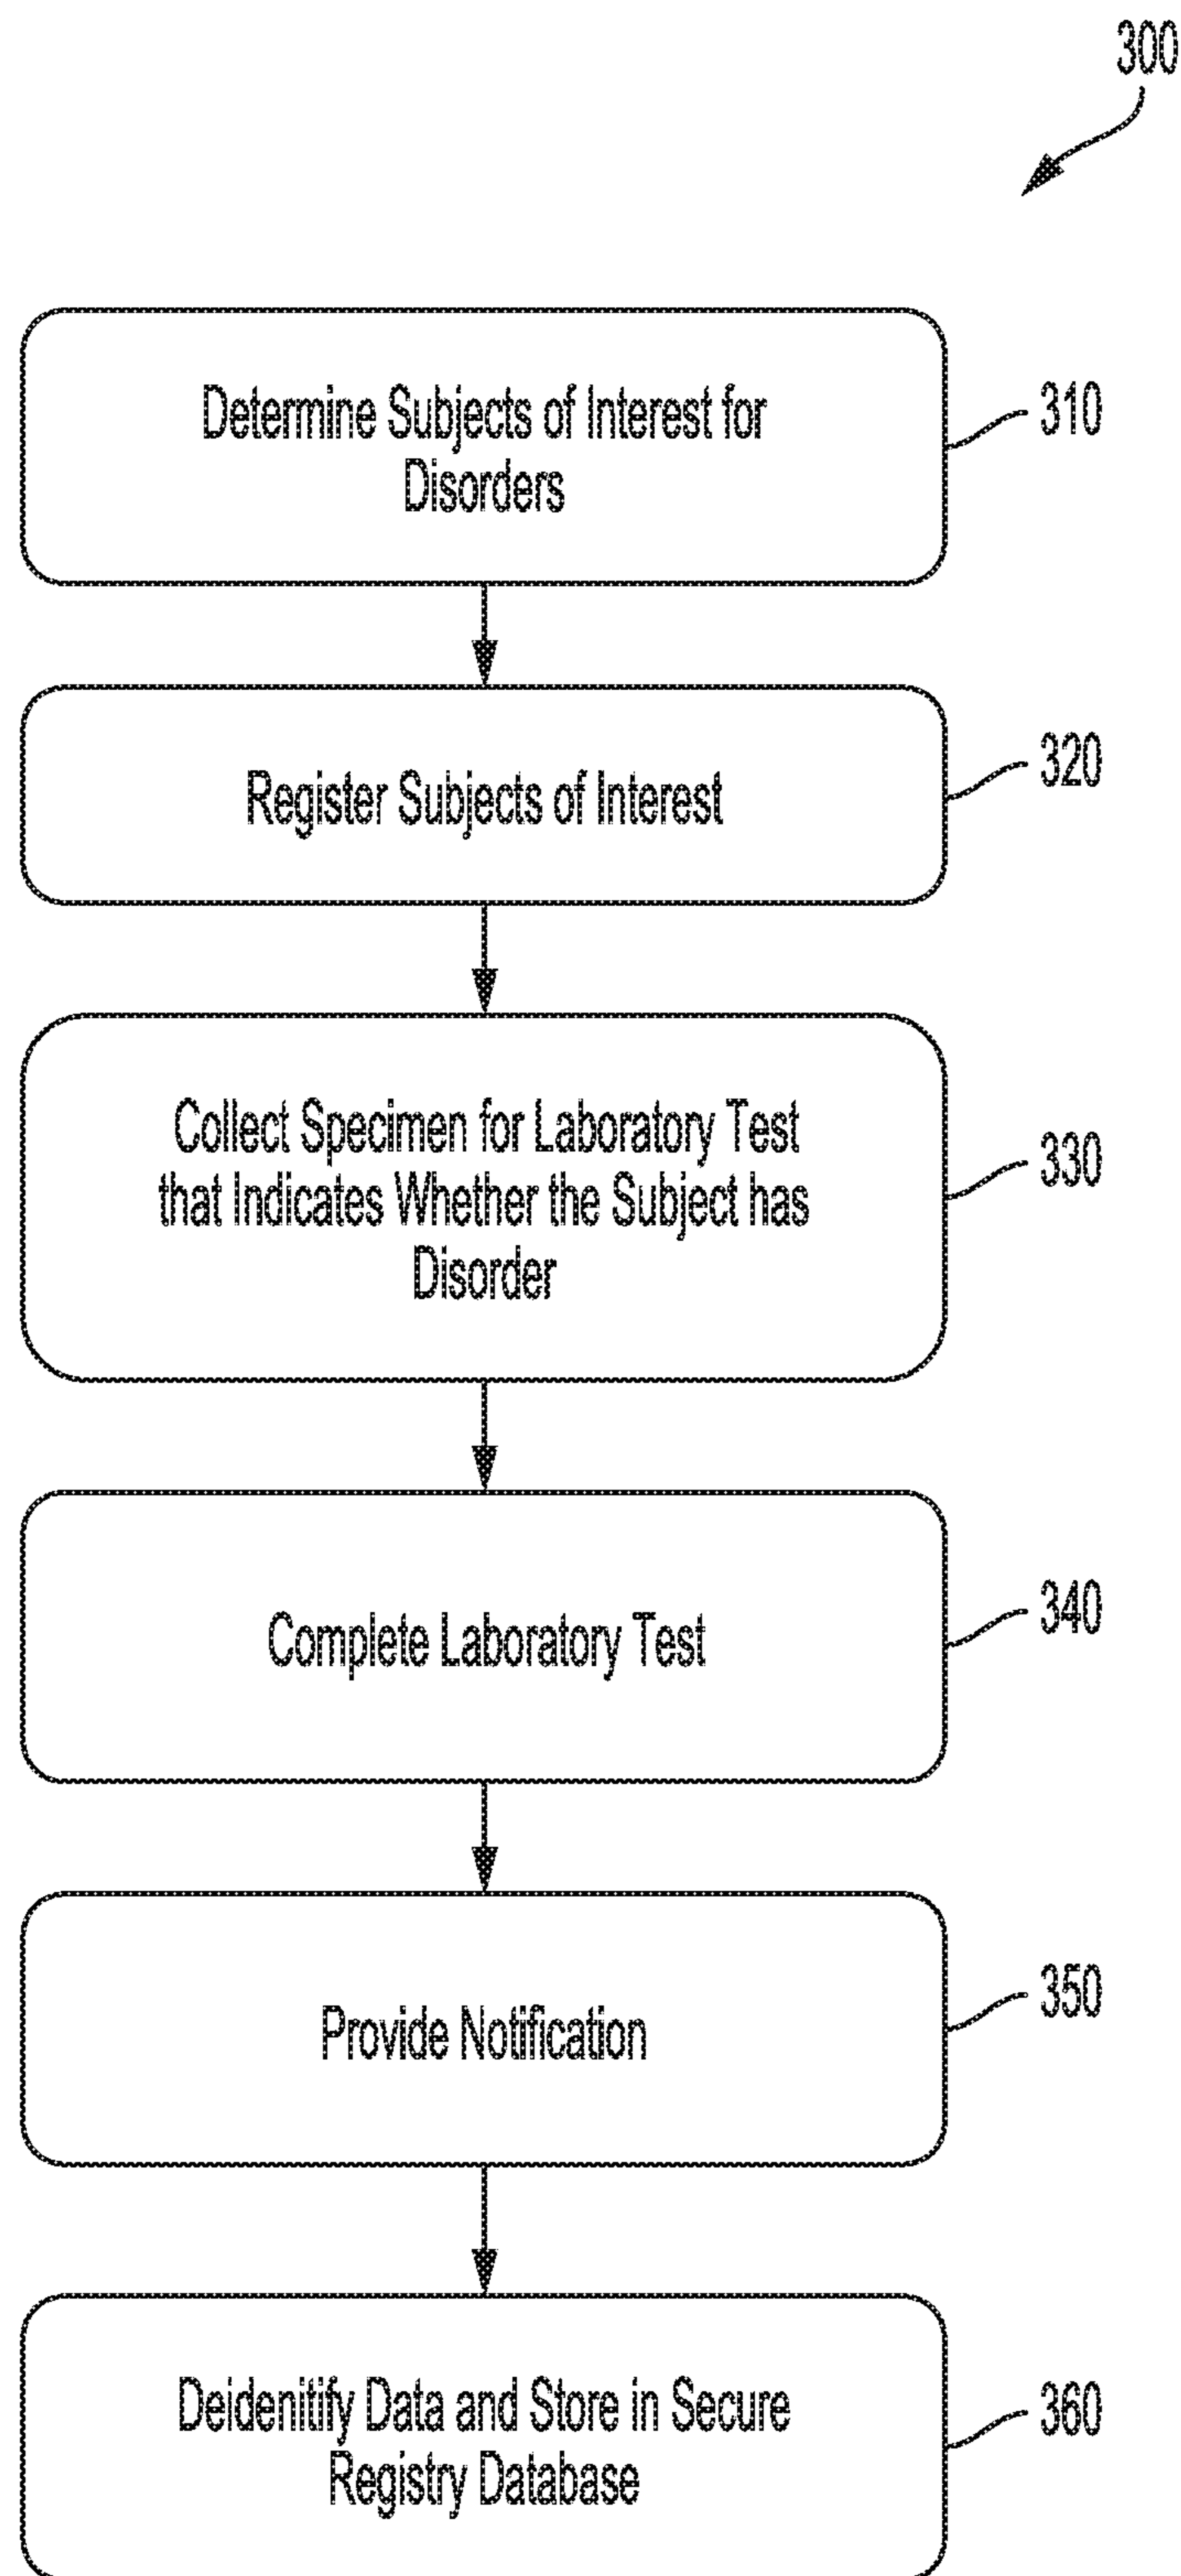 300
Determine Subjects of Interest for
Disorders
310
Register Subjects of Interest
320
Collect Specimen for Laboratory Test
that Indicates Whether the Subject has
Disorder
330
Complete Laboratory Test
340
Provide Notification
350
Deidenitify Data and Store in Secure
Registry Database
360